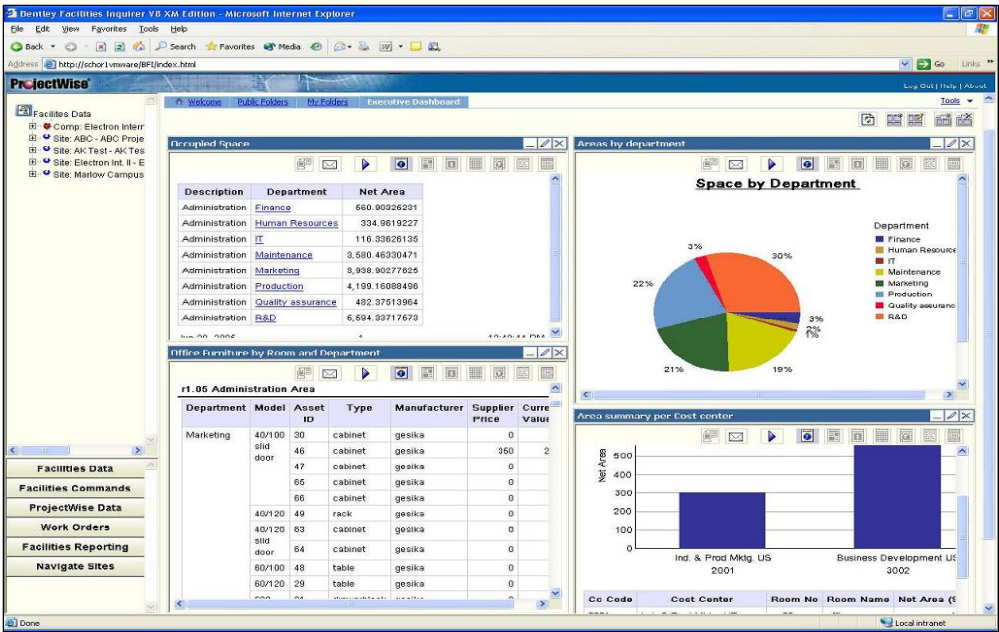 Bentley Facilities Inquirer V8 XM Edition - Microsoft Internet Explorer
File Edit View Favorites Tools Help
Back Search Favorites Media
Address http://schor1vmware/BFI/index.html Go Links
ProjectWise Log Out | Help | About
Welcome Public Folders My Folders Executive Dashboard Tools
Facilites Data
Comp: Electron Intern
Site: ABC - ABC Proje
Site: AK Test - AK Tes
Site: Electron Int. II - E
Site: Marlow Campus
Facilities Data
Facilities Commands
ProjectWise Data
Work Orders
Facilities Reporting
Navigate Sites
Occupied Space
Description Department Net Area
Administration Finance 560.90326231
Administration Human Resources 334.9619227
Administration IT 116.33626135
Administration Maintenance 3,580.46330471
Administration Marketing 3,938.90277625
Administration Production 4,199.16088496
Administration Quality assurance 482.37513964
Administration R&D 5,594.33717673
Office Furniture by Room and Department
r1.05 Administration Area
Department Model Asset ID Type Manufacturer Supplier Price Curre Value
Marketing 40/100 slid door 30 cabinet gesika 0
46 cabinet gesika 350 2
47 cabinet gesika 0
65 cabinet gesika 0
66 cabinet gesika 0
40/120 49 rack gesika 0
40/120 slid door 63 cabinet gesika 0
64 cabinet gesika 0
60/100 48 table gesika 0
60/120 29 table gesika 0
Areas by department
Space by Department
3%
30%
22%
3%
2%
1%
21%
19%
Department
Finance
Human Resource
IT
Maintenance
Marketing
Production
Quality assuranc
R&D
Area summary per Cost center
Net Area
500
400
300
200
100
0
Ind. & Prod Mktg. US
2001
Business Development US
3002
Cc Code Cost Center Room No Room Name Net Area (S
Done Local intranet